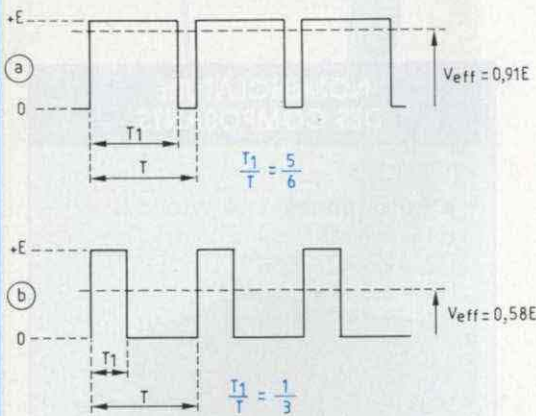 +E
a
Veff = 0,91E
0
T1
T
T1/T = 5/6
+E
b
Veff = 0,58E
0
T1
T
T1/T = 1/3